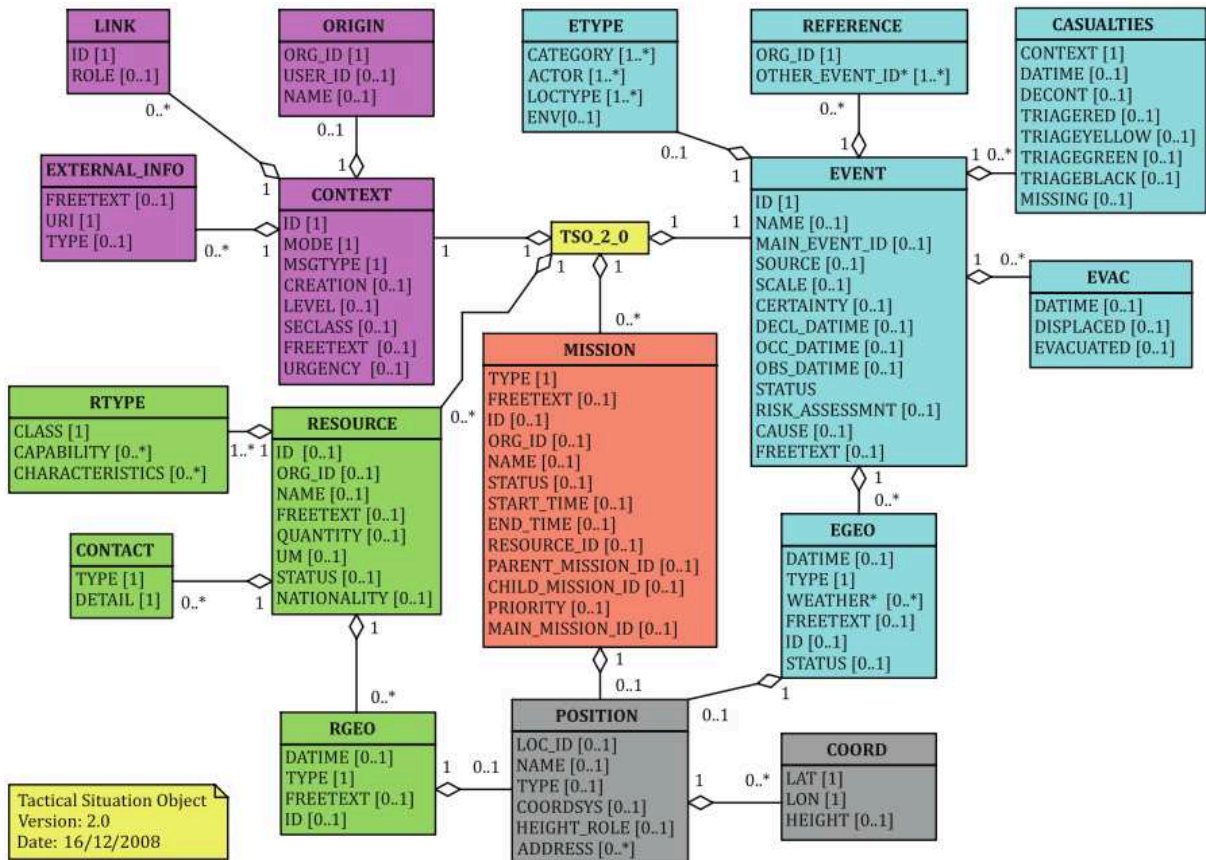 LINK
ID [1]
ROLE [0..1]
0..*
1
ORIGIN
ORG_ID [1]
USER_ID [0..1]
NAME [0..1]
0..1
1
ETYPE
CATEGORY [1..*]
ACTOR [1..*]
LOCTYPE [1..*]
ENV[0..1]
0..1
1
REFERENCE
ORG_ID [1]
OTHER_EVENT_ID* [1..*]
0..*
1
CASUALTIES
CONTEXT [1]
DATIME [0..1]
DECONT [0..1]
TRIAGERED [0..1]
TRIAGEYELLOW [0..1]
TRIAGEGREEN [0..1]
TRIAGEBLACK [0..1]
MISSING [0..1]
1
0..*
EXTERNAL_INFO
FREETEXT [0..1]
URI [1]
TYPE [0..1]
0..*
1
CONTEXT
ID [1]
MODE [1]
MSGTYPE [1]
CREATION [0..1]
LEVEL [0..1]
SECLASS [0..1]
FREETEXT [0..1]
URGENCY [0..1]
1
1
TSO_2_0
1
1
1
1
0..*
EVENT
ID [1]
NAME [0..1]
MAIN_EVENT_ID [0..1]
SOURCE [0..1]
SCALE [0..1]
CERTAINTY [0..1]
DECL_DATIME [0..1]
OCC_DATIME [0..1]
OBS_DATIME [0..1]
STATUS
RISK_ASSESSMNT [0..1]
CAUSE [0..1]
FREETEXT [0..1]
1
0..*
EVAC
DATIME [0..1]
DISPLACED [0..1]
EVACUATED [0..1]
1
0..*
MISSION
TYPE [1]
FREETEXT [0..1]
ID [0..1]
ORG_ID [0..1]
NAME [0..1]
STATUS [0..1]
START_TIME [0..1]
END_TIME [0..1]
RESOURCE_ID [0..1]
PARENT_MISSION_ID [0..1]
CHILD_MISSION_ID [0..1]
PRIORITY [0..1]
MAIN_MISSION_ID [0..1]
1
0..1
RTYPE
CLASS [1]
CAPABILITY [0..*]
CHARACTERISTICS [0..*]
1..*
1
RESOURCE
ID [0..1]
ORG_ID [0..1]
NAME [0..1]
FREETEXT [0..1]
QUANTITY [0..1]
UM [0..1]
STATUS [0..1]
NATIONALITY [0..1]
0..*
1
0..*
CONTACT
TYPE [1]
DETAIL [1]
0..*
1
EGEO
DATIME [0..1]
TYPE [1]
WEATHER* [0..*]
FREETEXT [0..1]
ID [0..1]
STATUS [0..1]
1
0..1
RGEO
DATIME [0..1]
TYPE [1]
FREETEXT [0..1]
ID [0..1]
1
0..1
POSITION
LOC_ID [0..1]
NAME [0..1]
TYPE [0..1]
COORDSYS [0..1]
HEIGHT_ROLE [0..1]
ADDRESS [0..*]
1
0..*
COORD
LAT [1]
LON [1]
HEIGHT [0..1]
Tactical Situation Object
Version: 2.0
Date: 16/12/2008